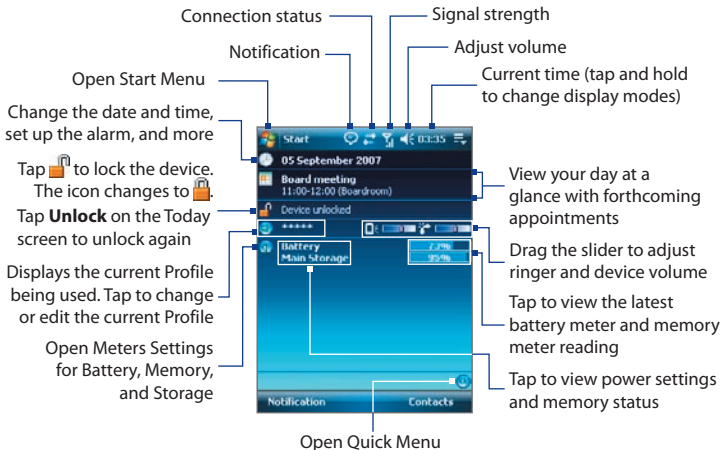 Connection status
Signal strength
Notification
Adjust volume
Open Start Menu
Current time (tap and hold
to change display modes)
Change the date and time,
set up the alarm, and more
Tap to lock the device.
The icon changes to .
Tap Unlock on the Today
screen to unlock again
Displays the current Profile
being used. Tap to change
or edit the current Profile
Open Meters Settings
for Battery, Memory,
and Storage
Start
03:35
05 September 2007
Board meeting
11:00-12:00 (Boardroom)
Device unlocked
*****
Battery
73%
Main Storage
95%
Notification
Contacts
View your day at a
glance with forthcoming
appointments
Drag the slider to adjust
ringer and device volume
Tap to view the latest
battery meter and memory
meter reading
Tap to view power settings
and memory status
Open Quick Menu